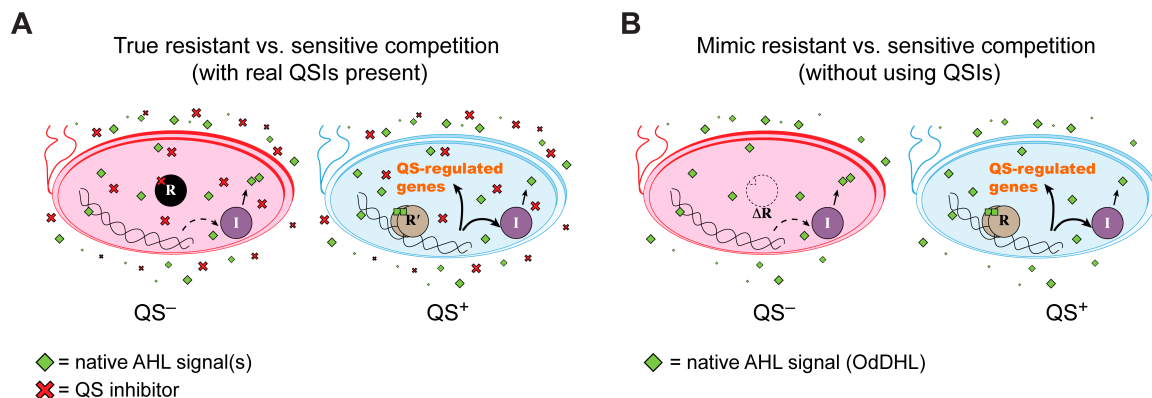 A
True resistant vs. sensitive competition
(with real QSIs present)
R
I
QS–
QS-regulated
genes
R′
I
QS+
= native AHL signal(s)
= QS inhibitor
B
Mimic resistant vs. sensitive competition
(without using QSIs)
ΔR
I
QS–
QS-regulated
genes
R′
I
QS+
= native AHL signal (OdDHL)